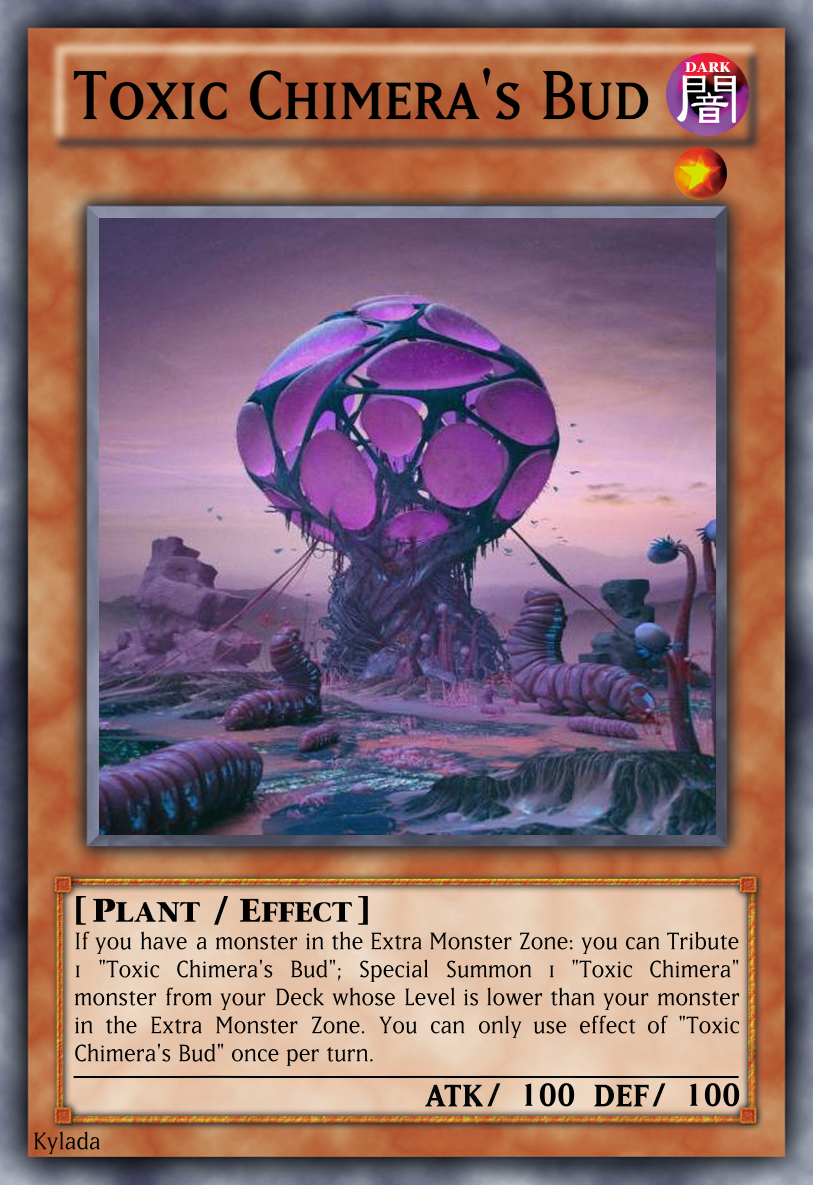 Toxic Chimera's Bud
DARK
闇
[ Plant / Effect ]
If you have a monster in the Extra Monster Zone: you can Tribute
1 "Toxic Chimera's Bud"; Special Summon 1 "Toxic Chimera"
monster from your Deck whose Level is lower than your monster
in the Extra Monster Zone. You can only use effect of "Toxic
Chimera's Bud" once per turn.
ATK/ 100 DEF/ 100
Kylada